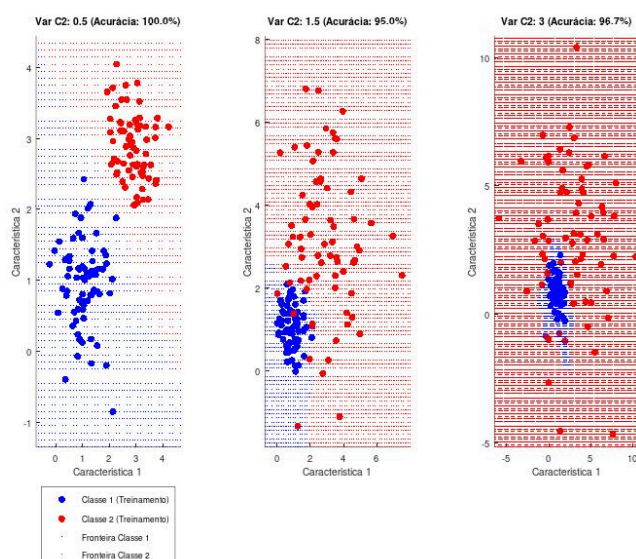 Var C2: 0.5 (Acurácia: 100.0%)
Var C2: 1.5 (Acurácia: 95.0%)
Var C2: 3 (Acurácia: 96.7%)
Característica 2
4
3
2
1
0
-1
0 1 2 3 4
Característica 1
Característica 2
8
6
4
2
0
0 2 4 6
Característica 1
Característica 2
10
5
0
-5
-5 0 5 10
Característica 1
Classe 1 (Treinamento)
Classe 2 (Treinamento)
Fronteira Classe 1
Fronteira Classe 2